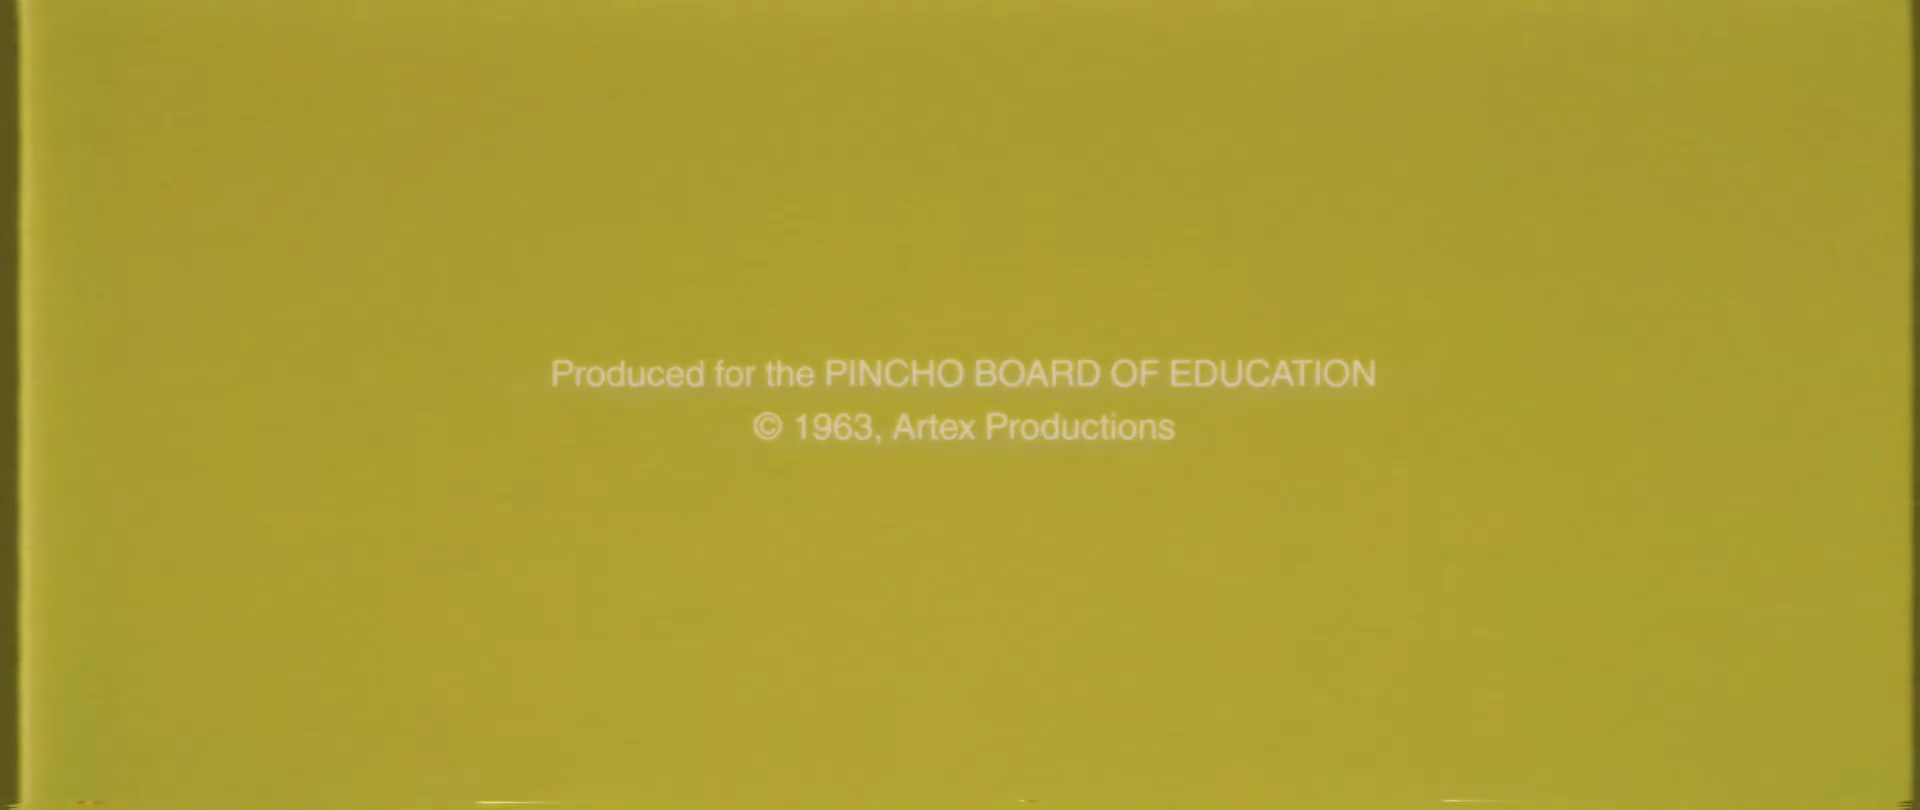 Produced for the PINCHO BOARD OF EDUCATION
© 1963, Artex Productions